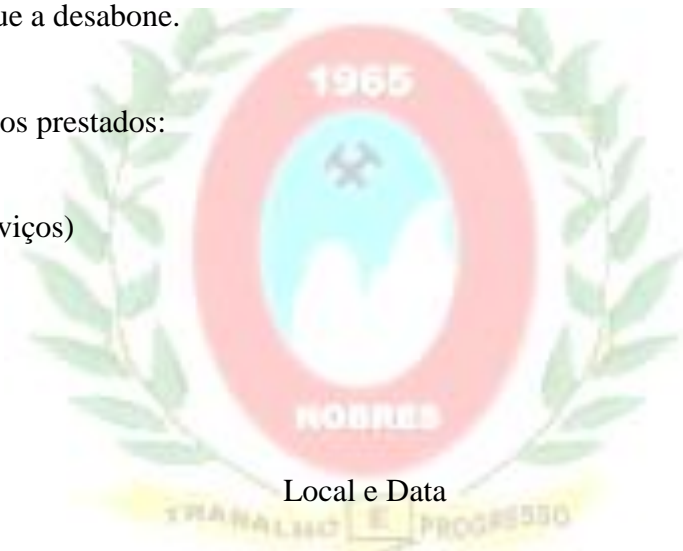 ue a desabone.
1965
os prestados:
viços)
NOBRES
Local e Data
TRABALHO E PROGRESSO